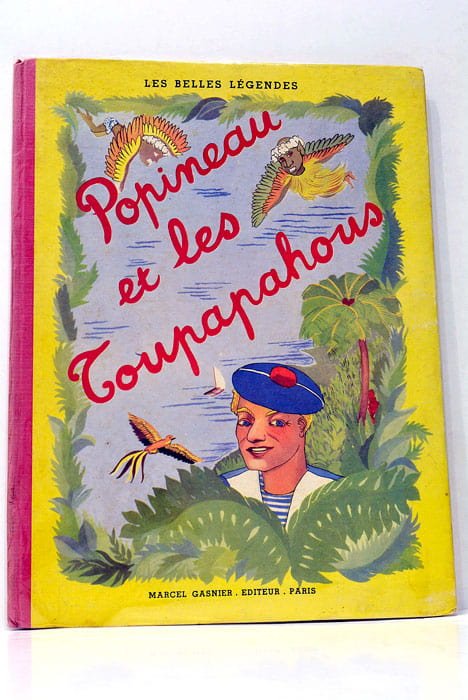 LES BELLES LÉGENDES
Popineau
et les
Toupapahous
MARCEL GASNIER . EDITEUR . PARIS